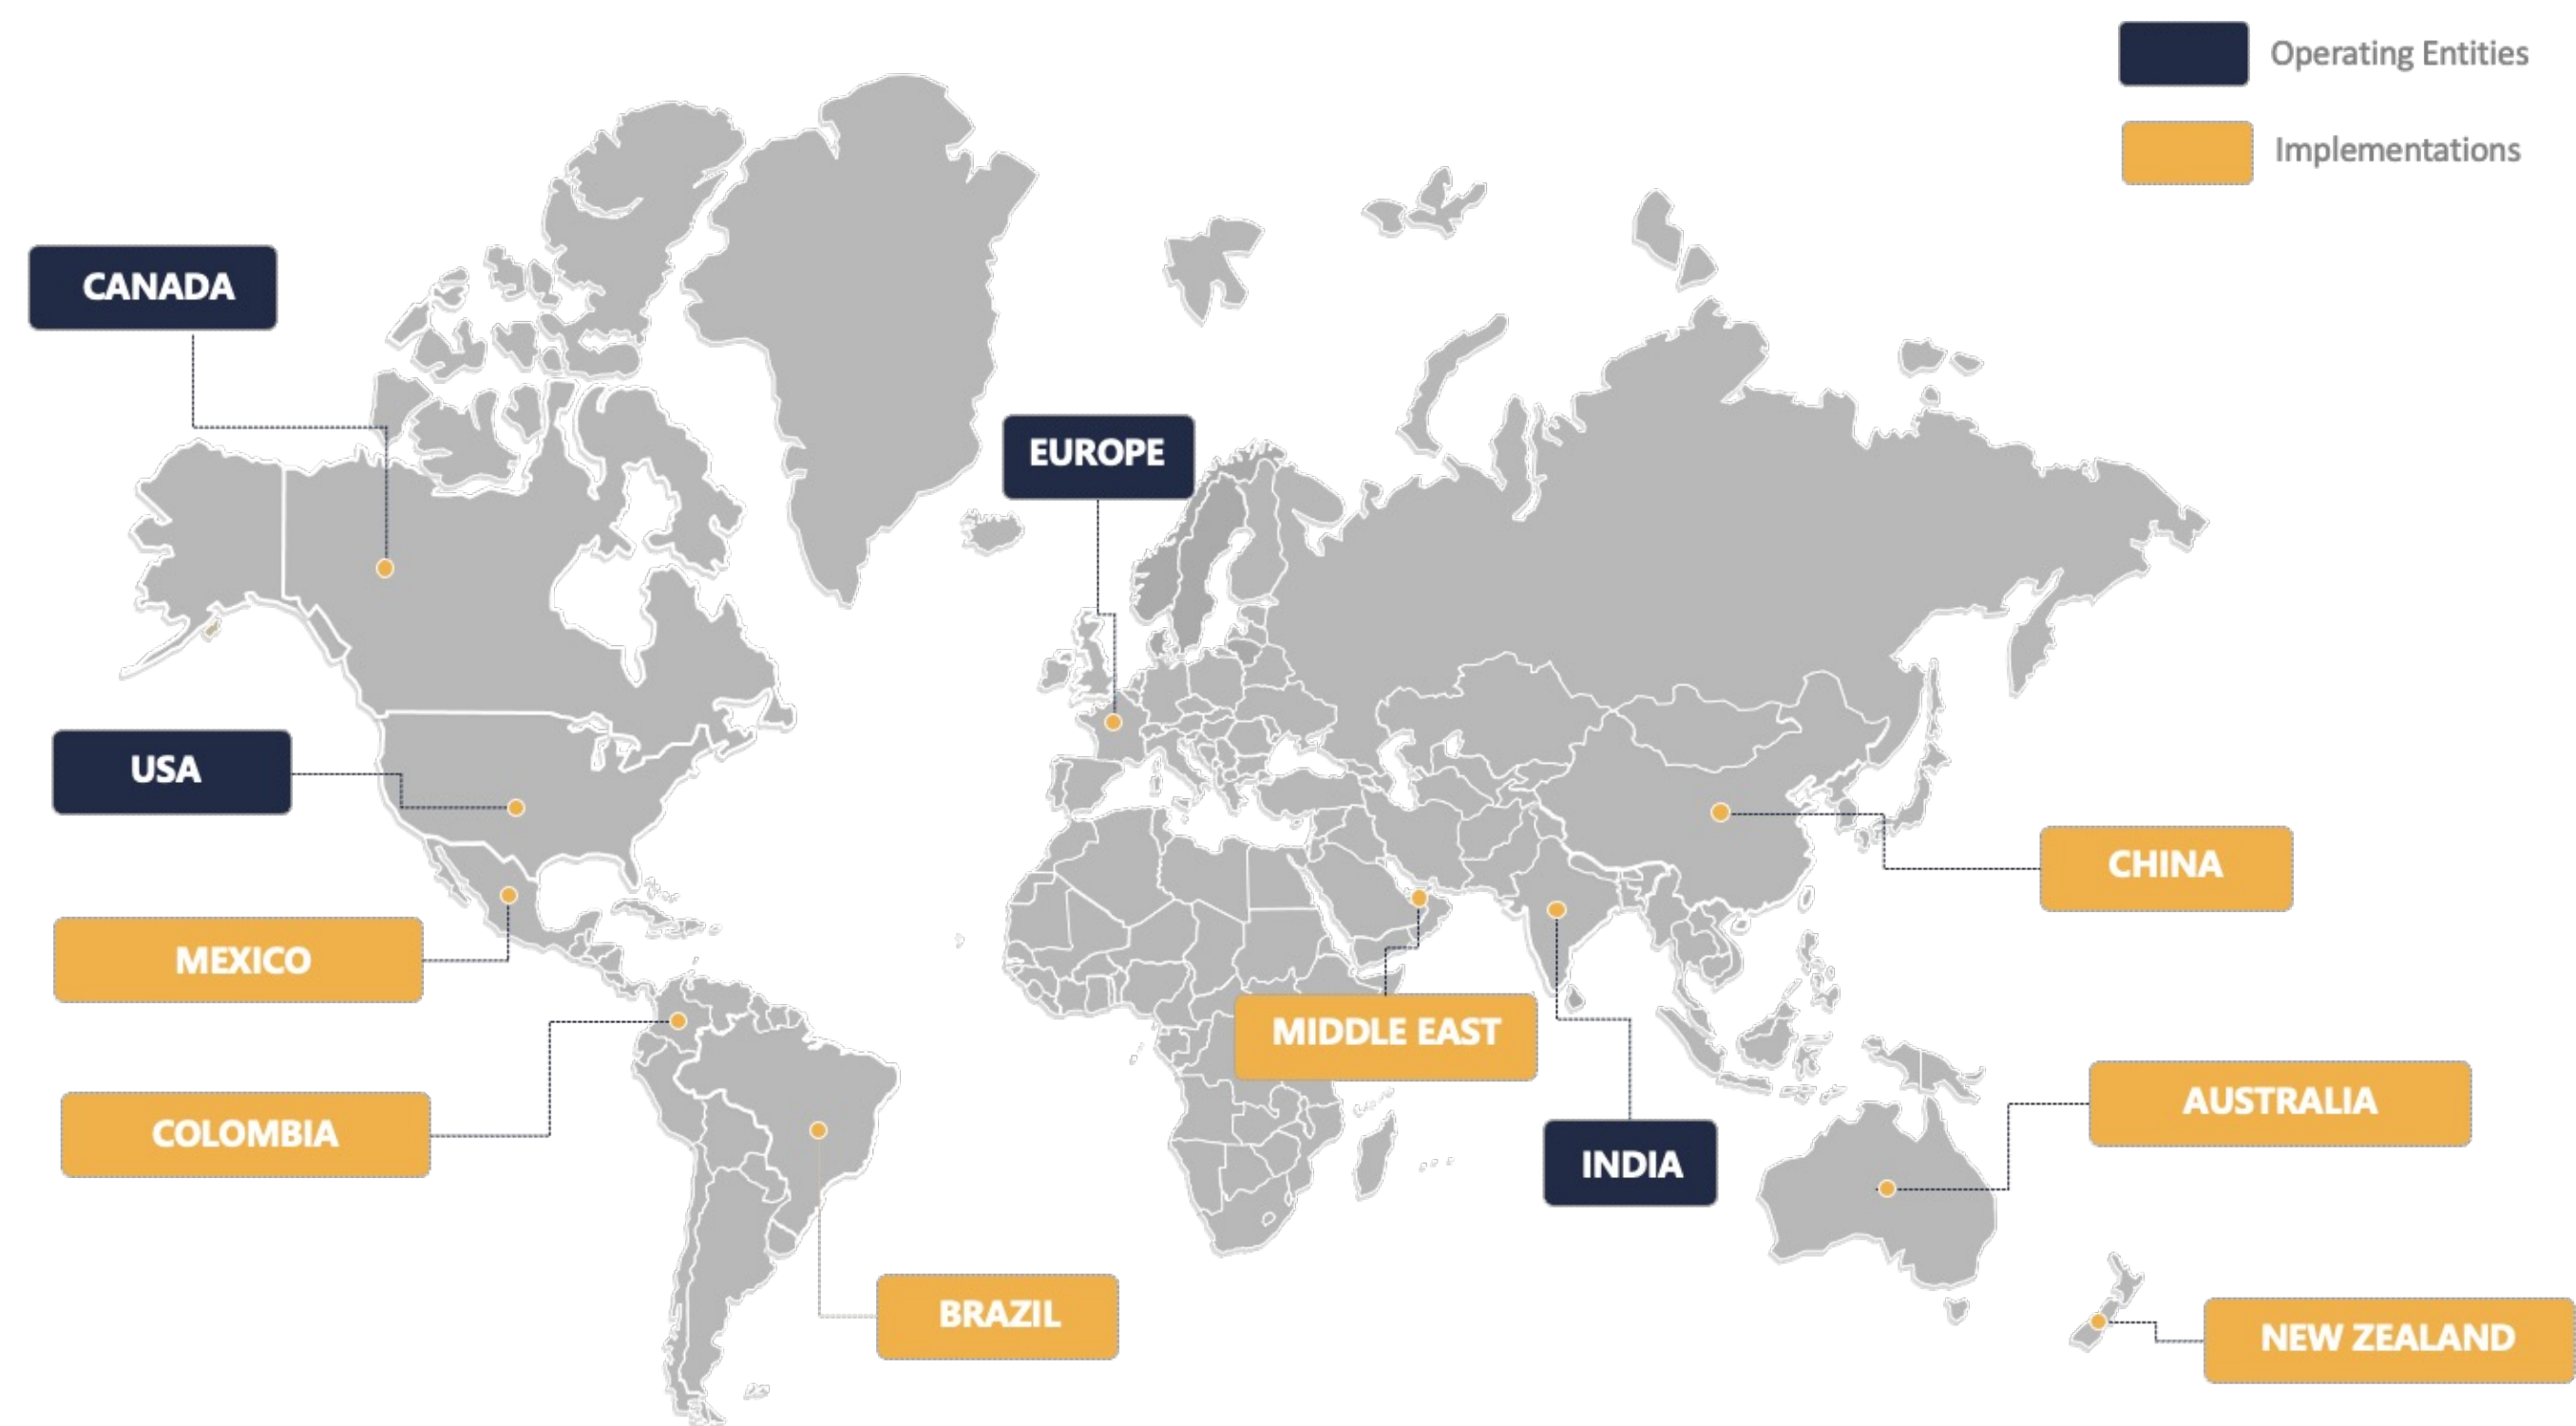 Operating Entities
Implementations
CANADA
EUROPE
USA
CHINA
MEXICO
MIDDLE EAST
COLOMBIA
AUSTRALIA
INDIA
BRAZIL
NEW ZEALAND